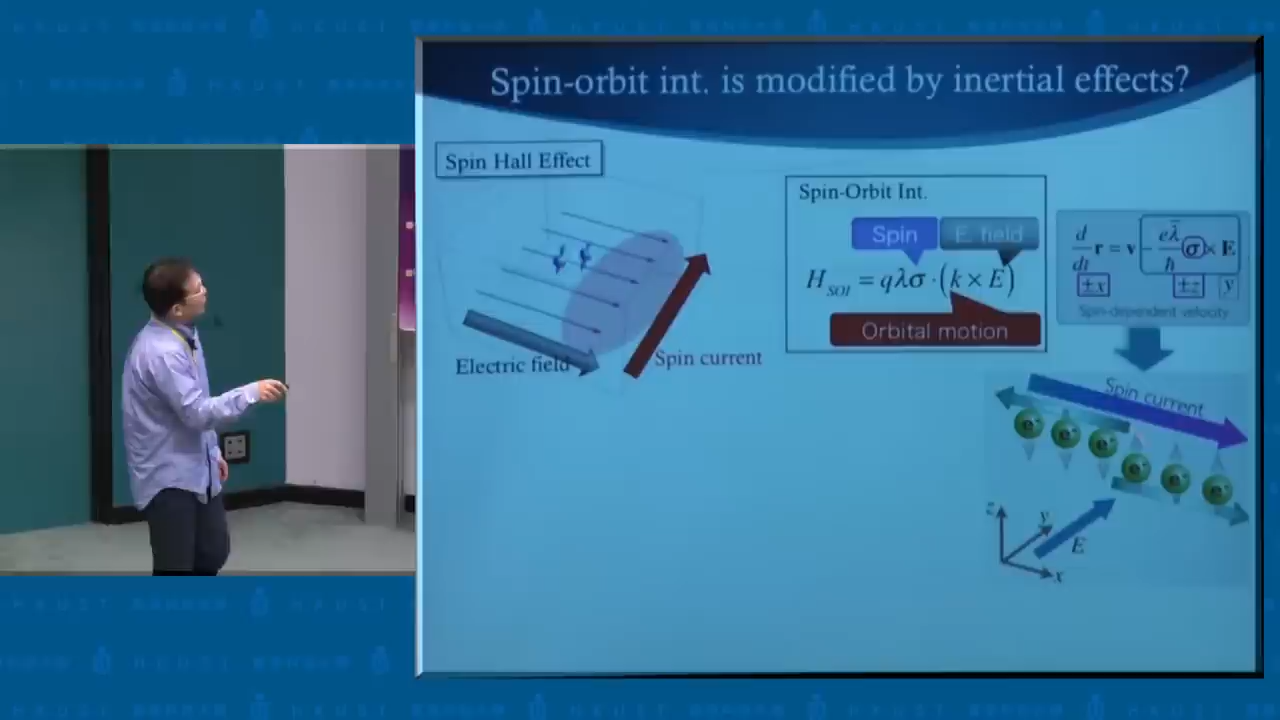 Spin-orbit int. is modified by inertial effects?
Spin Hall Effect
Electric field
Spin current
Spin-Orbit Int.
Spin
E. field
H_SOI = qλσ · (k × E)
Orbital motion
d/dt r = v - eλ̄/ħ σ × E
±x ±z y
Spin-dependent velocity
Spin current
e⁻ e⁻ e⁻
e⁻ e⁻ e⁻
z y
E
x
HKUST